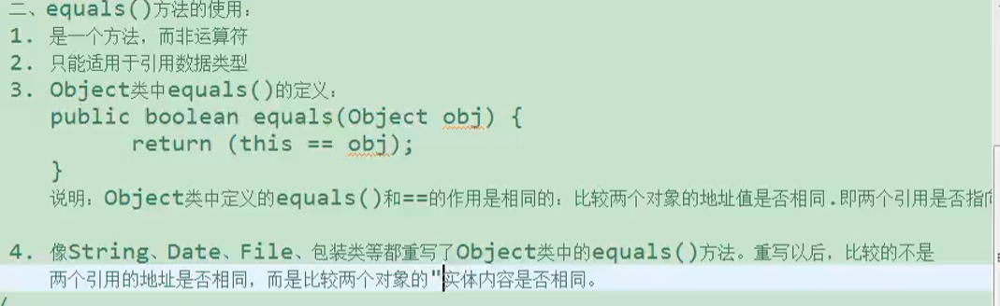 二、equals()方法的使用：
1. 是一个方法，而非运算符
2. 只能适用于引用数据类型
3. Object类中equals()的定义：
public boolean equals(Object obj) {
return (this == obj);
}
说明：Object类中定义的equals()和==的作用是相同的：比较两个对象的地址值是否相同.即两个引用是否指向
4. 像String、Date、File、包装类等都重写了Object类中的equals()方法。重写以后，比较的不是
两个引用的地址是否相同，而是比较两个对象的"实体内容是否相同。
/